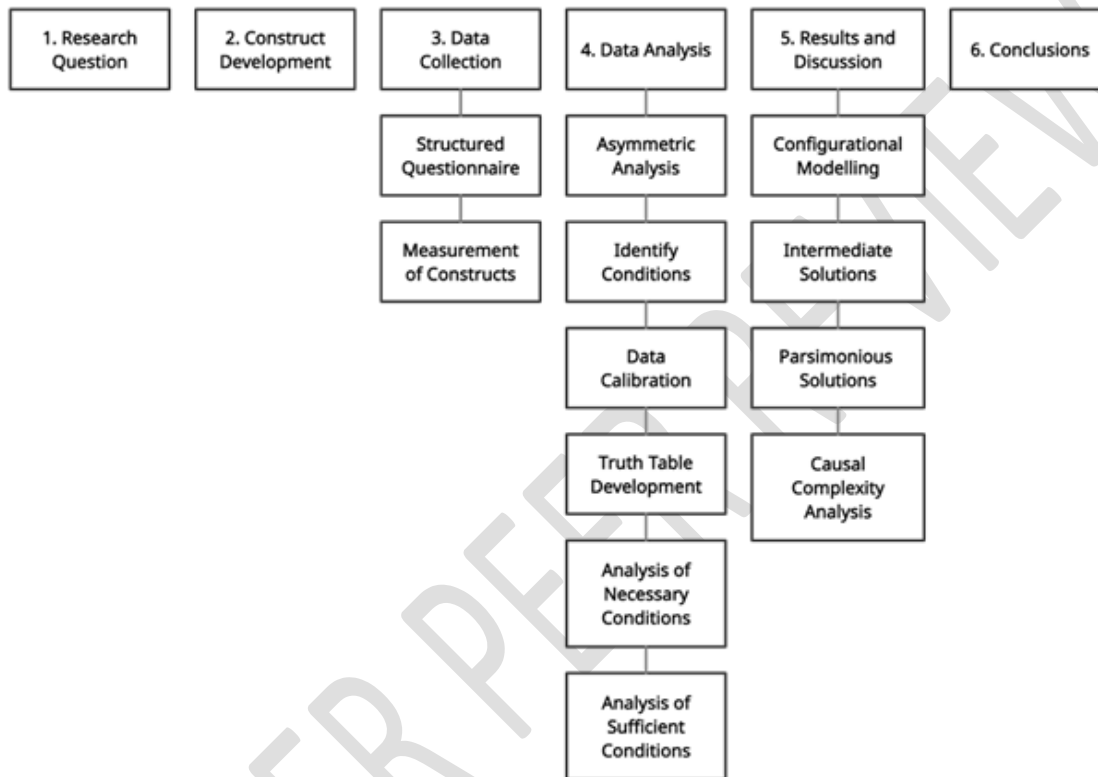 1. Research
Question
2. Construct
Development
3. Data
Collection
4. Data Analysis
5. Results and
Discussion
6. Conclusions
Structured
Questionnaire
Measurement
of Constructs
Asymmetric
Analysis
Identify
Conditions
Data
Calibration
Truth Table
Development
Analysis of
Necessary
Conditions
Analysis of
Sufficient
Conditions
Configurational
Modelling
Intermediate
Solutions
Parsimonious
Solutions
Causal
Complexity
Analysis
PEER REVIEW